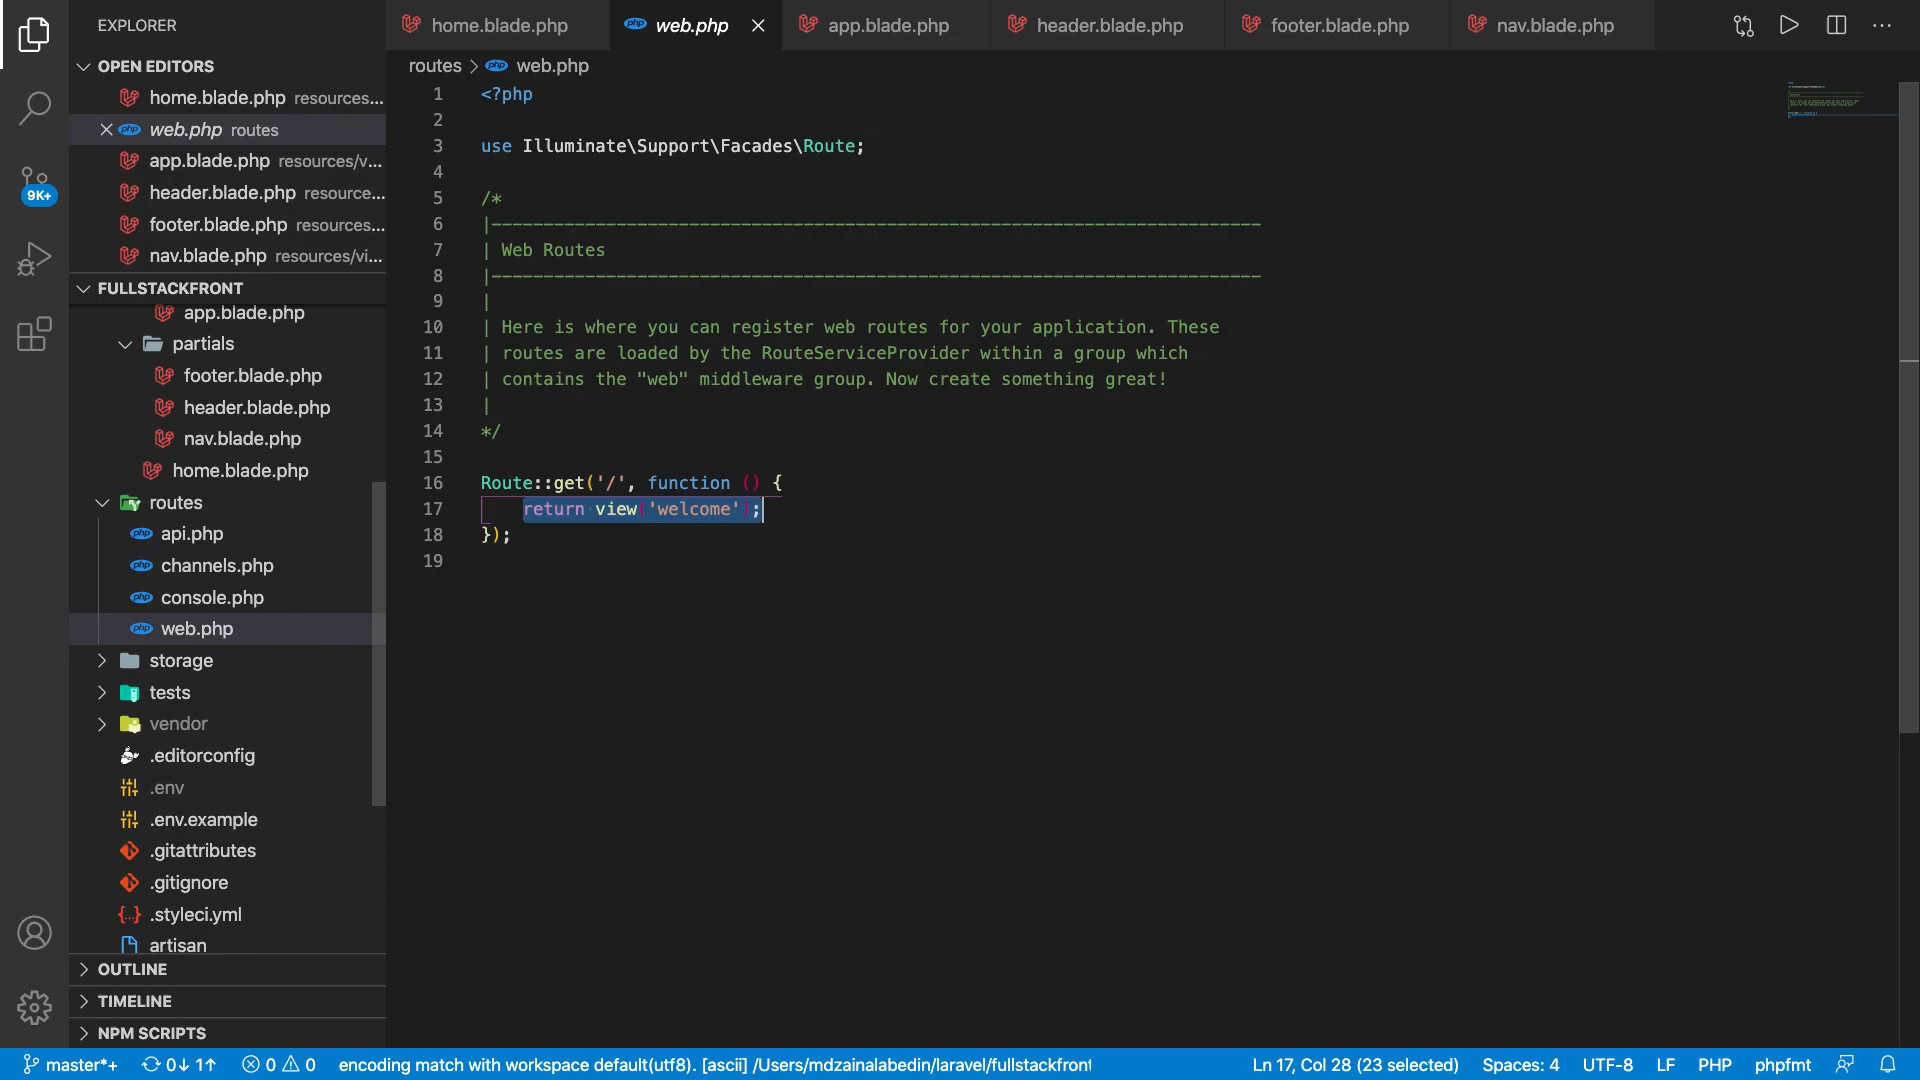 EXPLORER
OPEN EDITORS
home.blade.php resources...
web.php routes
app.blade.php resources/v...
header.blade.php resource...
footer.blade.php resources...
nav.blade.php resources/vi...
FULLSTACKFRONT
app.blade.php
partials
footer.blade.php
header.blade.php
nav.blade.php
home.blade.php
routes
api.php
channels.php
console.php
web.php
storage
tests
vendor
.editorconfig
.env
.env.example
.gitattributes
.gitignore
.styleci.yml
artisan
OUTLINE
TIMELINE
NPM SCRIPTS
9K+
home.blade.php web.php app.blade.php header.blade.php footer.blade.php nav.blade.php
routes > php web.php
1 <?php
2
3 use Illuminate\Support\Facades\Route;
4
5 /*
6 |--------------------------------------------------------------------------
7 | Web Routes
8 |--------------------------------------------------------------------------
9 |
10 | Here is where you can register web routes for your application. These
11 | routes are loaded by the RouteServiceProvider within a group which
12 | contains the "web" middleware group. Now create something great!
13 |
14 */
15
16 Route::get('/', function () {
17 return view('welcome');
18 });
19
master*+ 0↓ 1↑ 0 0 encoding match with workspace default(utf8). [ascii] /Users/mdzainalabedin/laravel/fullstackfront Ln 17, Col 28 (23 selected) Spaces: 4 UTF-8 LF PHP phpfmt